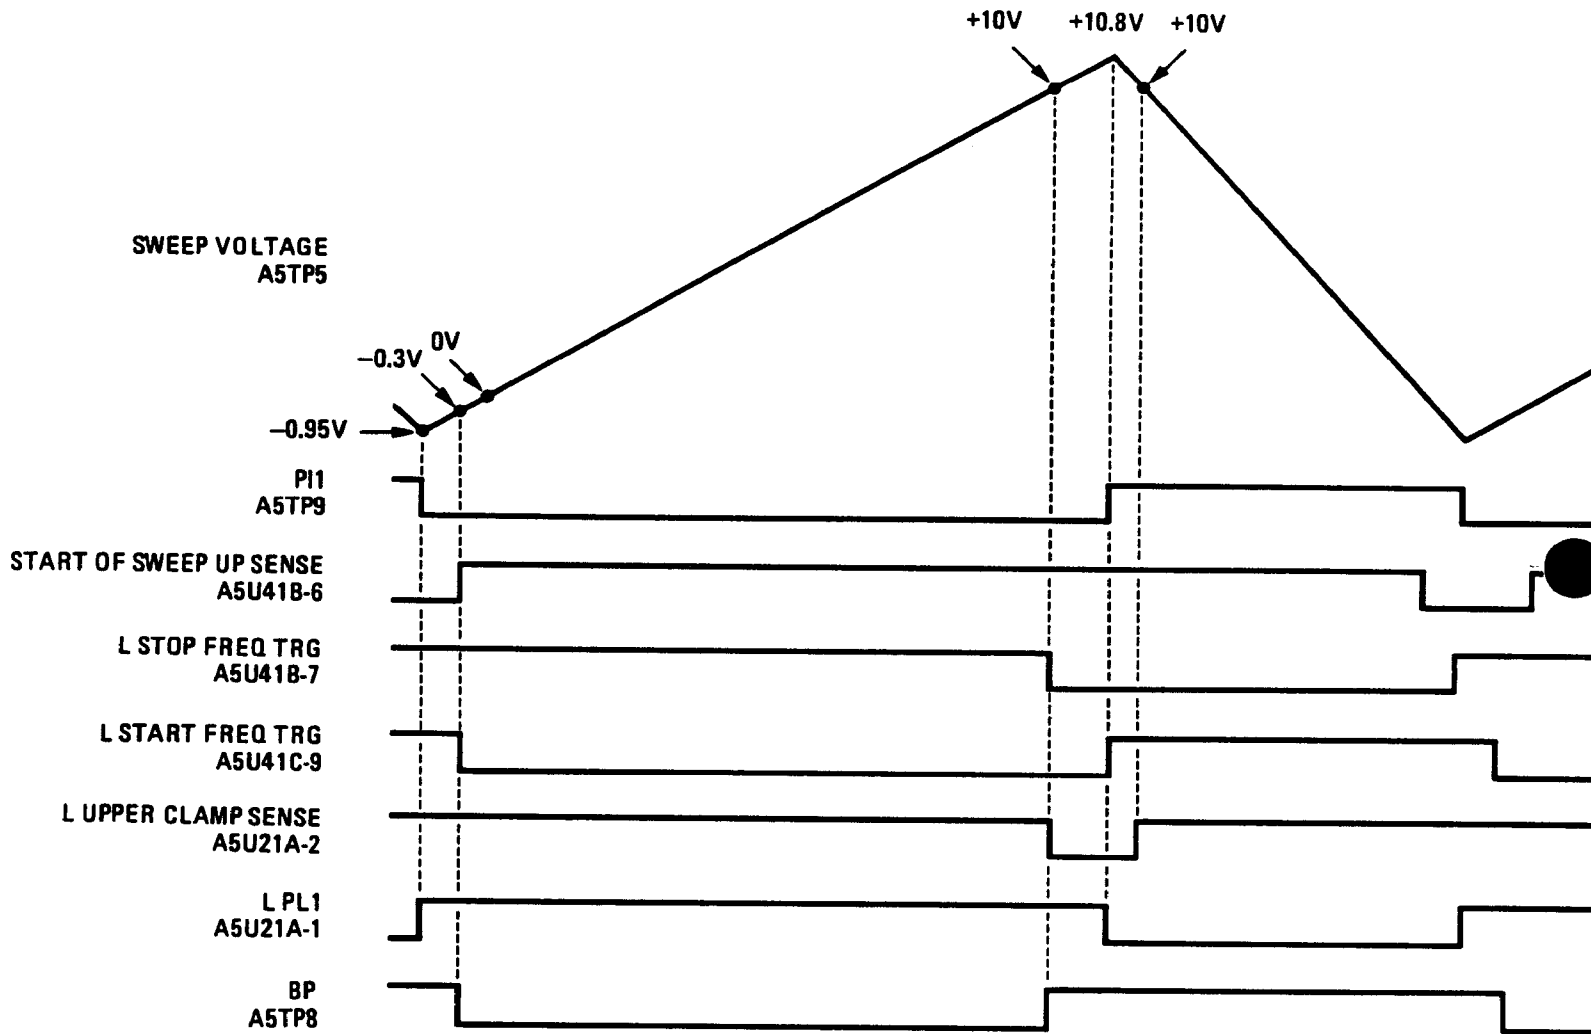 +10V +10.8V +10V
SWEEP VOLTAGE
A5TP5
0V
−0.3V
−0.95V
PI1
A5TP9
START OF SWEEP UP SENSE
A5U41B-6
L STOP FREQ TRG
A5U41B-7
L START FREQ TRG
A5U41C-9
L UPPER CLAMP SENSE
A5U21A-2
L PL1
A5U21A-1
BP
A5TP8